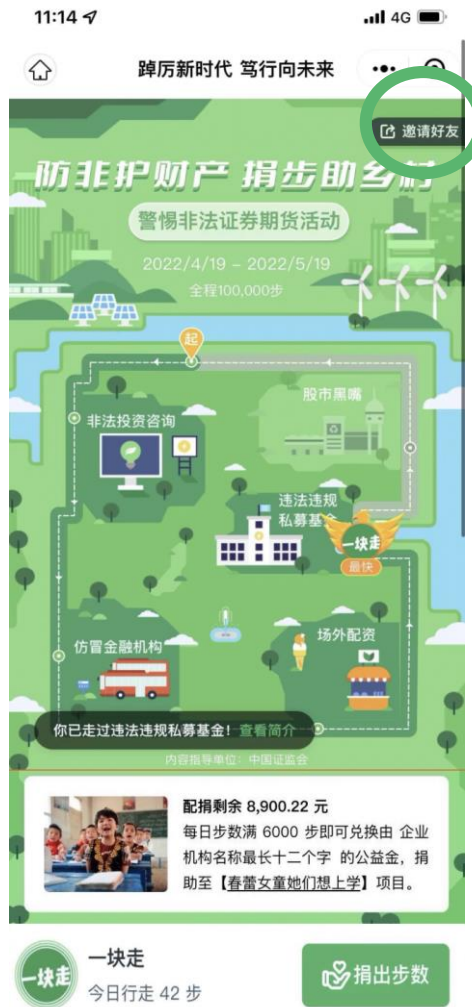 11:14
4G
踔厉新时代 笃行向未来
邀请好友
防非护财产 捐步助乡村
警惕非法证券期货活动
2022/4/19 – 2022/5/19
全程100,000步
起
股市黑嘴
非法投资咨询
违法违规
私募基金
一块走
最快
仿冒金融机构
场外配资
你已走过违法违规私募基金！查看简介
内容指导单位：中国证监会
配捐剩余 8,900.22 元
每日步数满 6000 步即可兑换由 企业
机构名称最长十二个字 的公益金，捐
助至【春蕾女童她们想上学】项目。
一块走
一块走
今日行走 42 步
捐出步数